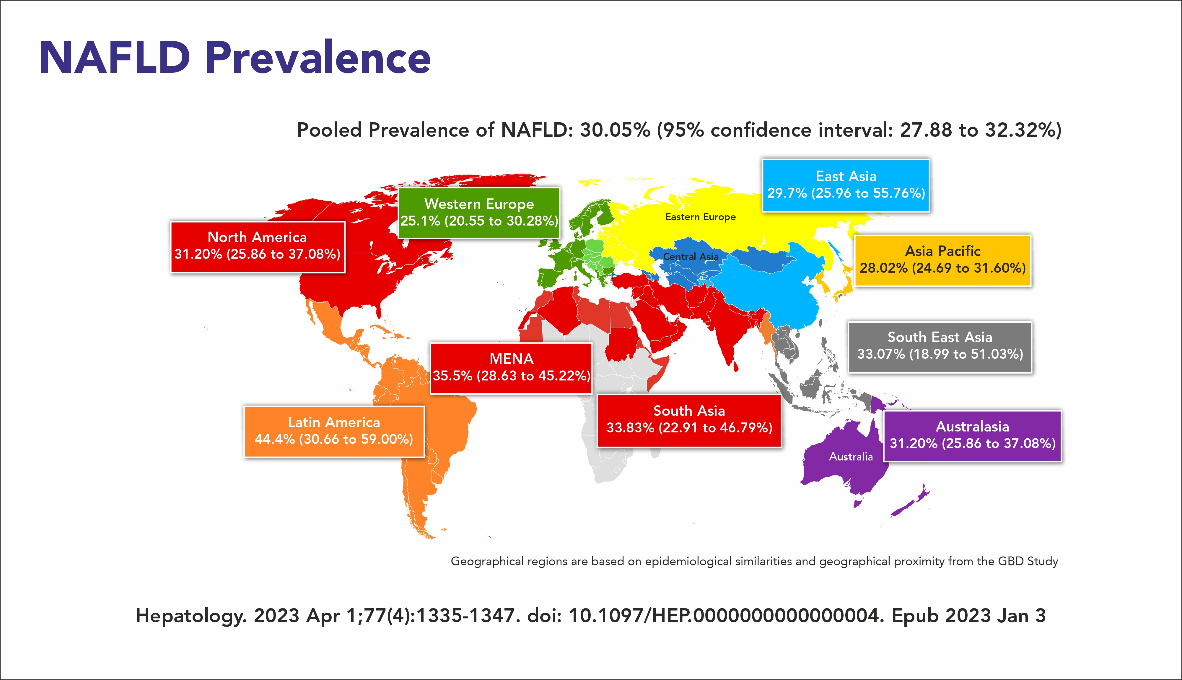 NAFLD Prevalence
Pooled Prevalence of NAFLD: 30.05% (95% confidence interval: 27.88 to 32.32%)
East Asia
29.7% (25.96 to 55.76%)
Western Europe
25.1% (20.55 to 30.28%)
Eastern Europe
North America
31.20% (25.86 to 37.08%)
Asia Pacific
28.02% (24.69 to 31.60%)
Central Asia
South East Asia
33.07% (18.99 to 51.03%)
MENA
35.5% (28.63 to 45.22%)
South Asia
33.83% (22.91 to 46.79%)
Latin America
44.4% (30.66 to 59.00%)
Australasia
31.20% (25.86 to 37.08%)
Australia
Geographical regions are based on epidemiological similarities and geographical proximity from the GBD Study
Hepatology. 2023 Apr 1;77(4):1335-1347. doi: 10.1097/HEP.0000000000000004. Epub 2023 Jan 3